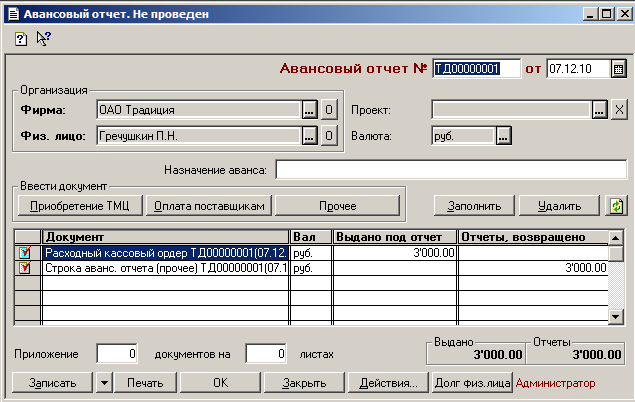 Авансовый отчет. Не проведен
Авансовый отчет № ТД00000001 от 07.12.10
Организация
Фирма: ОАО Традиция ... О Проект: ... X
Физ. лицо: Гречушкин П.Н. ... О Валюта: руб. ...
Назначение аванса:
Ввести документ
Приобретение ТМЦ Оплата поставщикам Прочее Заполнить Удалить
Документ Вал Выдано под отчет Отчеты, возвращено
Расходный кассовый ордер ТД00000001(07.12. руб. 3'000.00
Строка аванс. отчета (прочее) ТД00000001(07.1 руб. 3'000.00
Выдано Отчеты
Приложение 0 документов на 0 листах 3'000.00 3'000.00
Записать Печать OK Закрыть Действия... Долг физ.лица Администратор